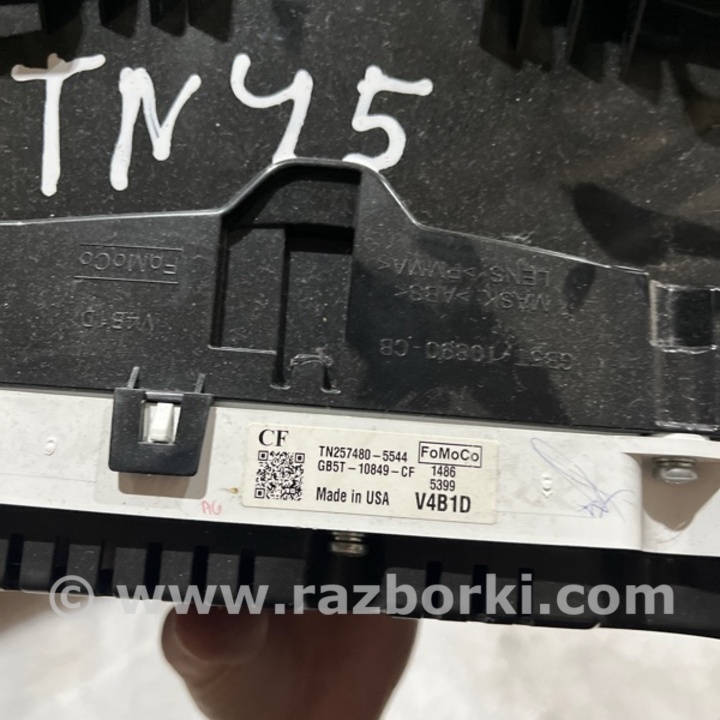 TN45
FoMoCo
V4B1D
MASK >ABS<
LENS >PMMA<
GB5T-10890-CB
CF
TN257480-5544
GB5T-10849-CF
Made in USA
FoMoCo
1486
5399
V4B1D
AG
© www.razborki.com